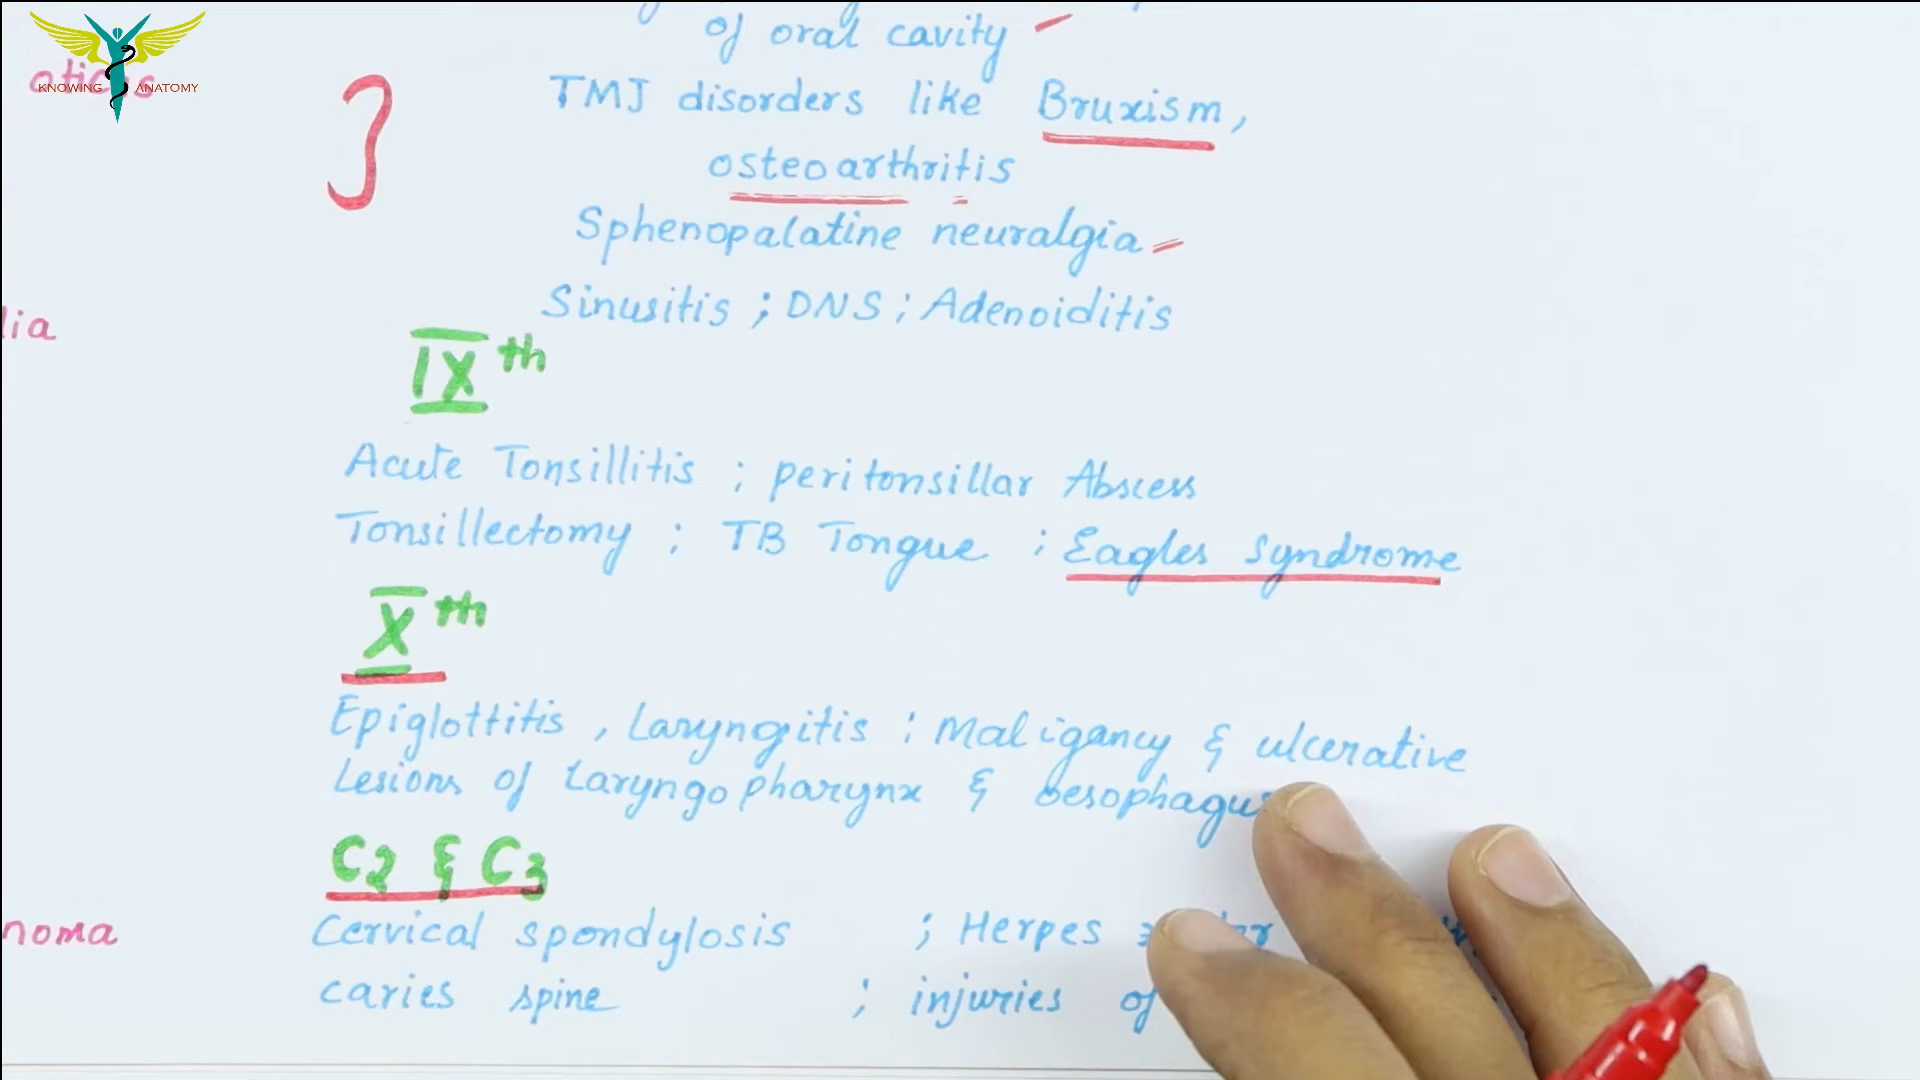 KNOWING ANATOMY
of oral cavity
TMJ disorders like Bruxism,
osteoarthritis
Sphenopalatine neuralgia
Sinusitis ; DNS ; Adenoiditis
lia
IXth
Acute Tonsillitis ; peritonsillar Abscess
Tonsillectomy ; TB Tongue ; Eagles syndrome
Xth
Epiglottitis , Laryngitis ; Maligancy & ulcerative
Lesions of Laryngopharynx & oesophagus
C2 & C3
noma
Cervical spondylosis ; Herpes
caries spine ; injuries of